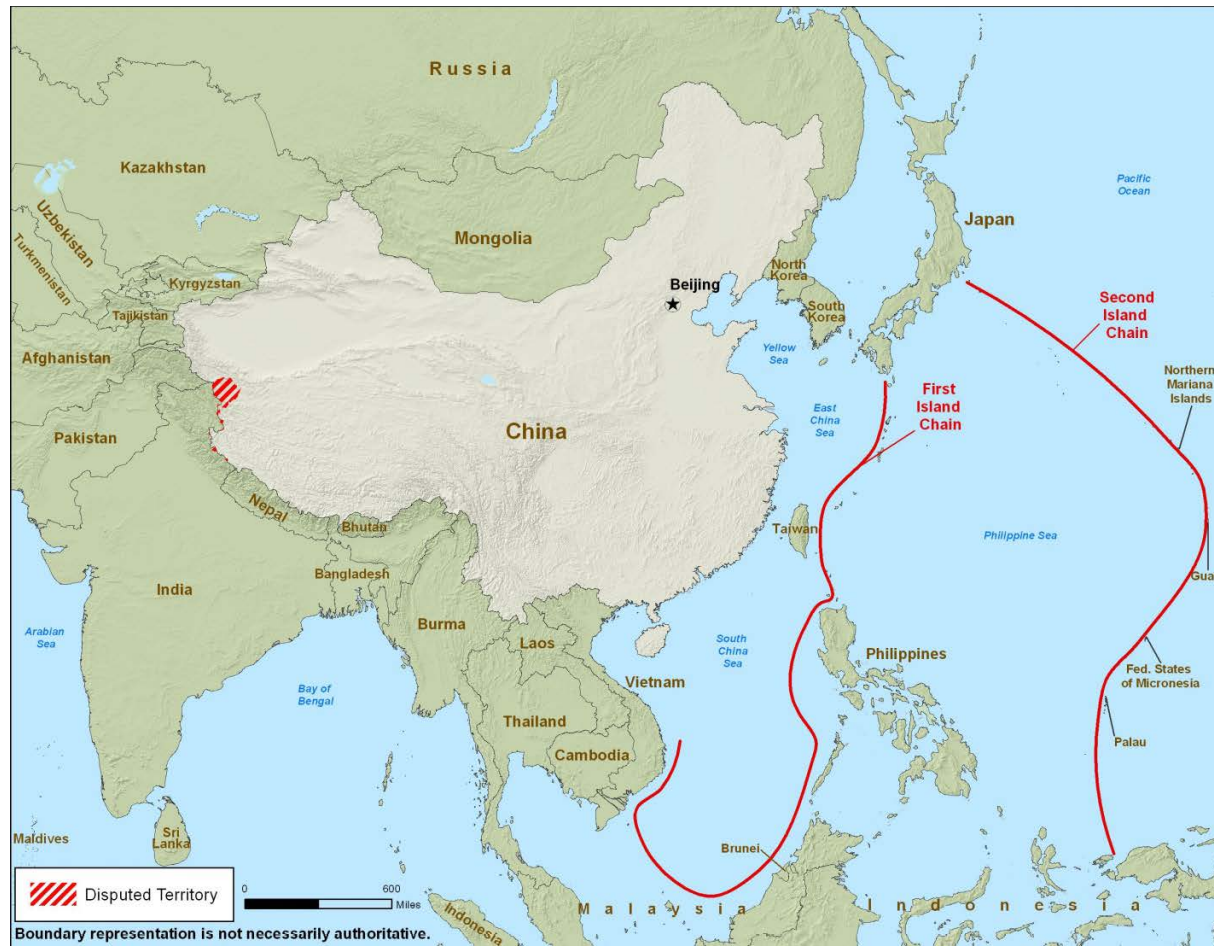 Russia
Kazakhstan
Uzbekistan
Turkmenistan
Mongolia
Kyrgyzstan
Tajikistan
Afghanistan
Pakistan
Beijing
North
Korea
South
Korea
Japan
Pacific
Ocean
Yellow
Sea
East
China
Sea
Second
Island
Chain
First
Island
Chain
Northern
Mariana
Islands
China
Nepal
Bhutan
Bangladesh
India
Burma
Taiwan
Philippine Sea
Gua
Arabian
Sea
Bay of
Bengal
Laos
Vietnam
Thailand
Cambodia
South
China
Sea
Philippines
Fed. States
of Micronesia
Palau
Maldives
Sri
Lanka
Brunei
Malaysia
Indonesia
Indonesia
Disputed Territory
0
600
Miles
Boundary representation is not necessarily authoritative.